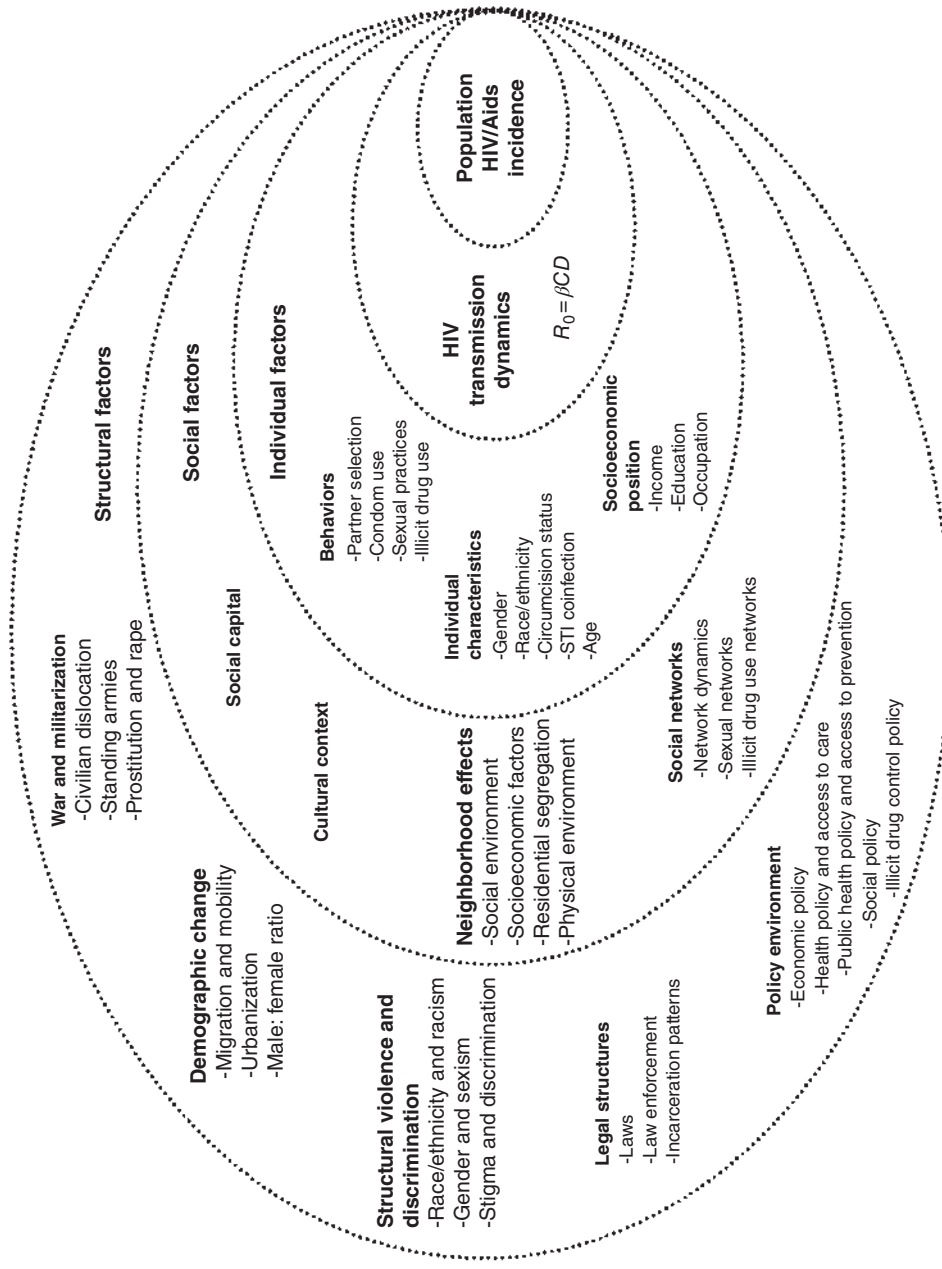 Structural factors
War and militarization
-Civilian dislocation
-Standing armies
-Prostitution and rape
Demographic change
-Migration and mobility
-Urbanization
-Male: female ratio
Structural violence and
discrimination
-Race/ethnicity and racism
-Gender and sexism
-Stigma and discrimination
Legal structures
-Laws
-Law enforcement
-Incarceration patterns
Policy environment
-Economic policy
-Health policy and access to care
-Public health policy and access to prevention
-Social policy
-Illicit drug control policy
Social factors
Social capital
Cultural context
Neighborhood effects
-Social environment
-Socioeconomic factors
-Residential segregation
-Physical environment
Social networks
-Network dynamics
-Sexual networks
-Illicit drug use networks
Individual factors
Behaviors
-Partner selection
-Condom use
-Sexual practices
-Illicit drug use
Individual
characteristics
-Gender
-Race/ethnicity
-Circumcision status
-STI coinfection
-Age
Socioeconomic
position
-Income
-Education
-Occupation
HIV
transmission
dynamics
R₀ = βCD
Population
HIV/Aids
incidence